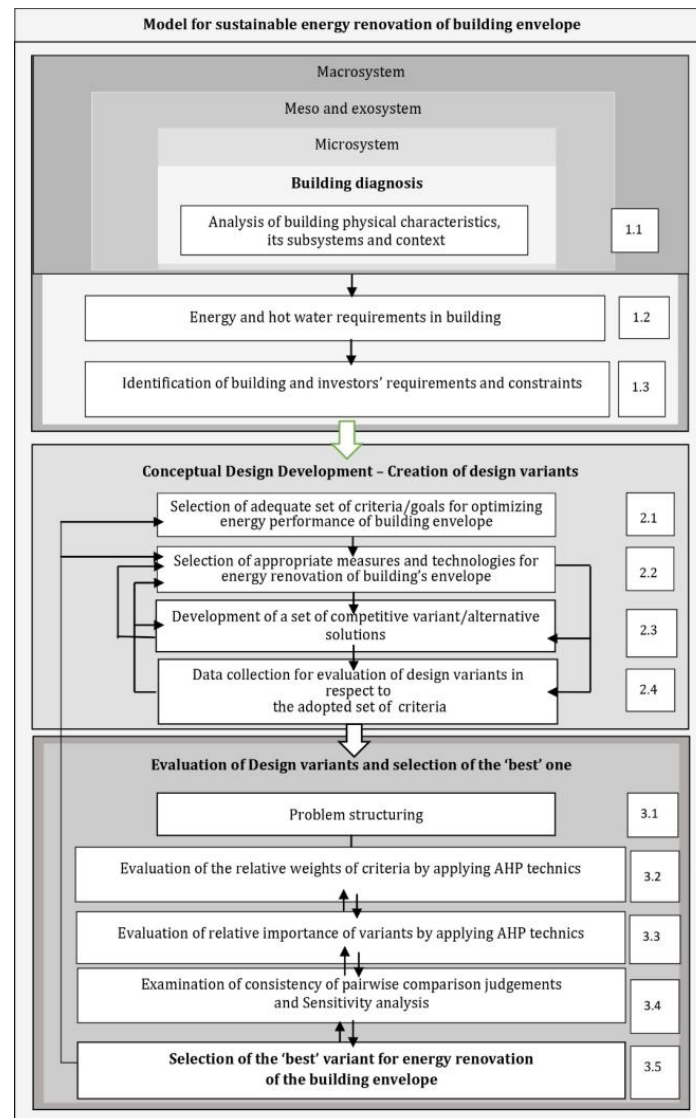 Model for sustainable energy renovation of building envelope
Macrosystem
Meso and exosystem
Microsystem
Building diagnosis
Analysis of building physical characteristics,
its subsystems and context
1.1
Energy and hot water requirements in building
1.2
Identification of building and investors’ requirements and constraints
1.3
Conceptual Design Development – Creation of design variants
Selection of adequate set of criteria/goals for optimizing
energy performance of building envelope
2.1
Selection of appropriate measures and technologies for
energy renovation of building’s envelope
2.2
Development of a set of competitive variant/alternative
solutions
2.3
Data collection for evaluation of design variants in
respect to
the adopted set of criteria
2.4
Evaluation of Design variants and selection of the ‘best’ one
Problem structuring
3.1
Evaluation of the relative weights of criteria by applying AHP technics
3.2
Evaluation of relative importance of variants by applying AHP technics
3.3
Examination of consistency of pairwise comparison judgements
and Sensitivity analysis
3.4
Selection of the ‘best’ variant for energy renovation
of the building envelope
3.5